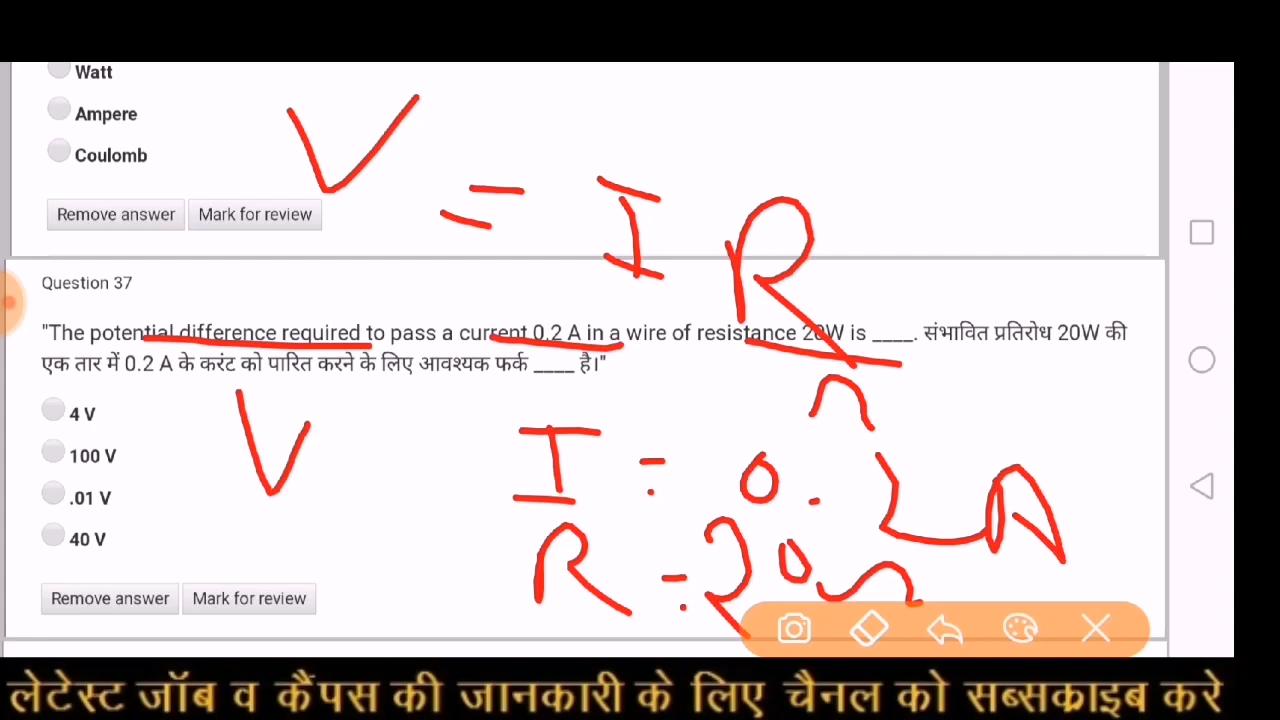 Watt
Ampere
Coulomb
V = I R
Remove answer Mark for review
Question 37
"The potential difference required to pass a current 0.2 A in a wire of resistance 20W is ____. संभावित प्रतिरोध 20W की
एक तार में 0.2 A के करंट को पारित करने के लिए आवश्यक फर्क ____ है।"
4 V
100 V
.01 V
40 V
V
I = 0.2 A
R = 20 Ω
Remove answer Mark for review
लेटेस्ट जॉब व कैंपस की जानकारी के लिए चैनल को सब्सक्राइब करे